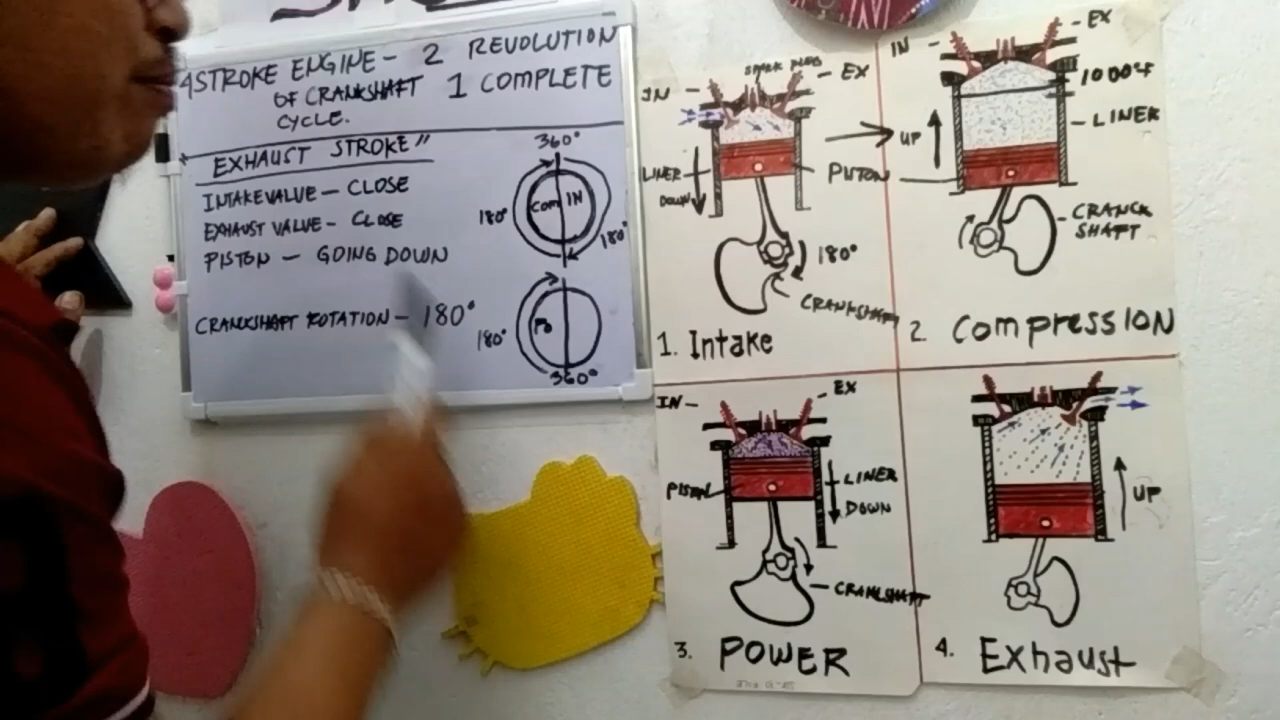 4STROKE ENGINE - 2 REVOLUTION
OF CRANKSHAFT 1 COMPLETE
CYCLE.
EXHAUST STROKE"
INTAKE VALUE - CLOSE
EXHAUST VALUE - CLOSE
PISTON - GOING DOWN
CRANKSHAFT ROTATION - 180°
360°
COM IN
180°
180°
PO
180°
360°
SPARK PLUG
IN
EX
LINER
DOWN
PISTON
180°
CRANKSHAFT
1. Intake
EX
IN
1000°F
LINER
UP
CRANCK
SHAFT
2. COMPRESSION
IN
EX
PISTON
LINER
DOWN
CRANKSHAFT
3. POWER
UP
4. Exhaust